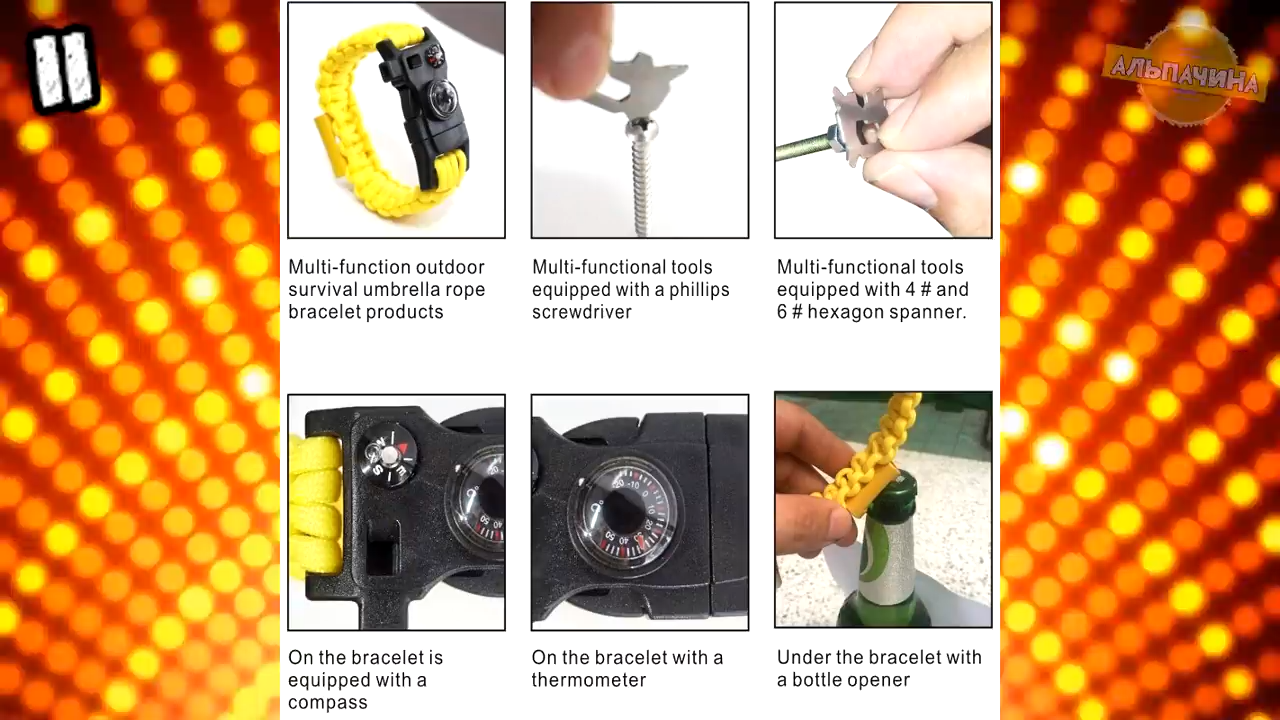 АЛЬПАЧИНА
Multi-function outdoor
survival umbrella rope
bracelet products
Multi-functional tools
equipped with a phillips
screwdriver
Multi-functional tools
equipped with 4 # and
6 # hexagon spanner.
On the bracelet is
equipped with a
compass
On the bracelet with a
thermometer
Under the bracelet with
a bottle opener